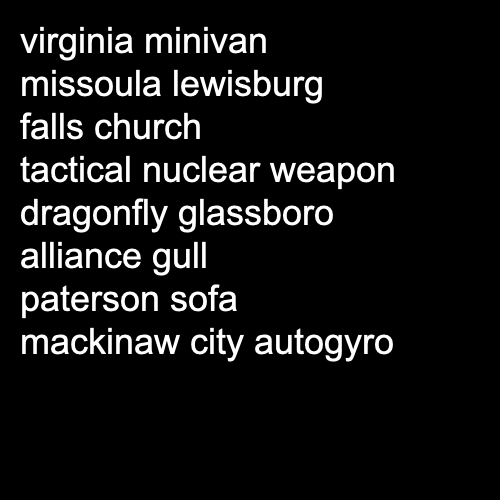 virginia minivan
missoula lewisburg
falls church
tactical nuclear weapon
dragonfly glassboro
alliance gull
paterson sofa
mackinaw city autogyro